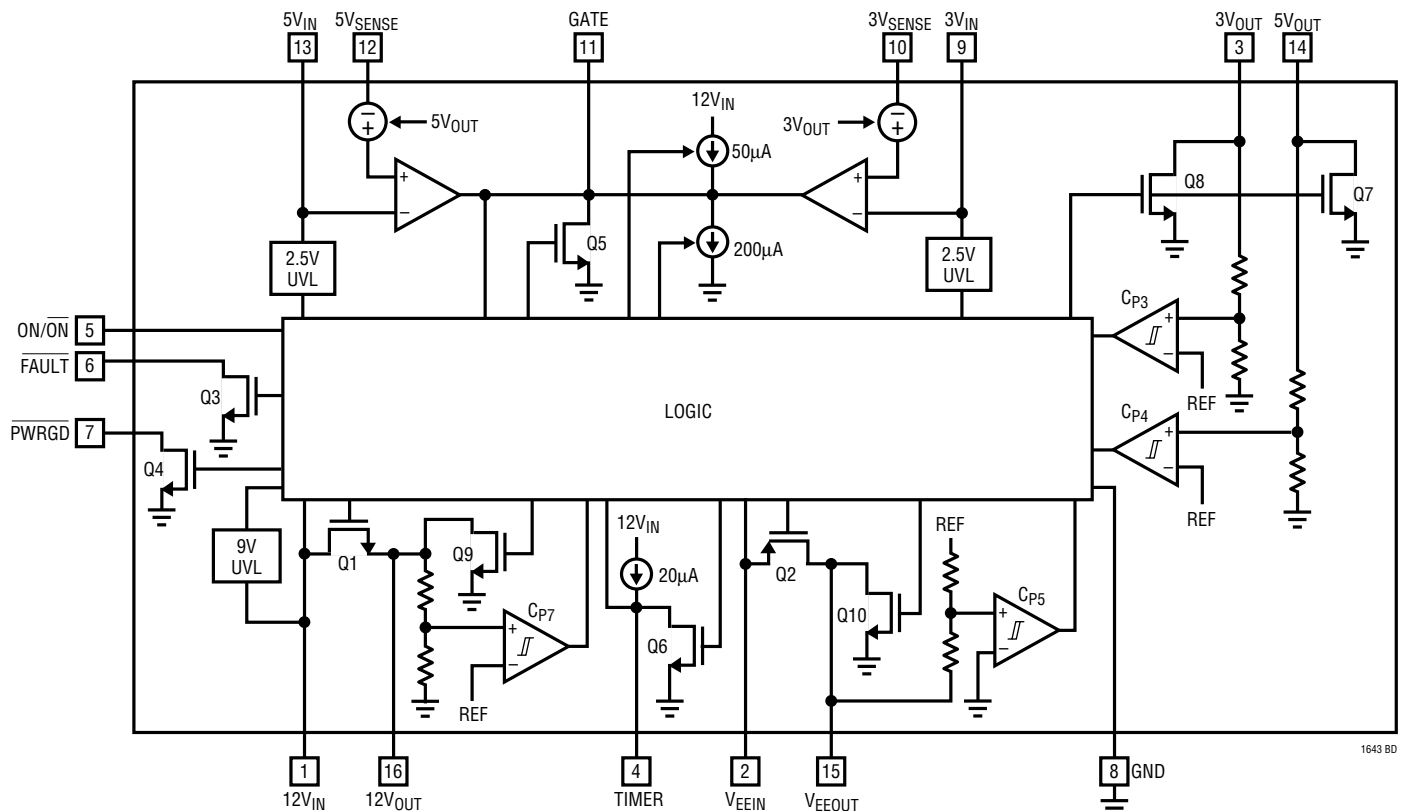 5VIN 5VSENSE GATE 3VSENSE 3VIN 3VOUT 5VOUT
13 12 11 10 9 3 14
12VIN
− +
5VOUT
3VOUT
− +
50µA
+ −
+ −
Q8
Q7
Q5
200µA
2.5V
UVL
2.5V
UVL
CP3
+ −
REF
ON/O̅N̅ 5
F̅A̅U̅L̅T̅ 6
Q3
LOGIC
P̅W̅R̅G̅D̅ 7
CP4
+ −
REF
Q4
9V
UVL
Q1
Q9
12VIN
20µA
CP7
+ −
REF
Q6
Q2
REF
Q10
CP5
+ −
1643 BD
1 16 4 2 15 8 GND
12VIN 12VOUT TIMER VEEIN VEEOUT